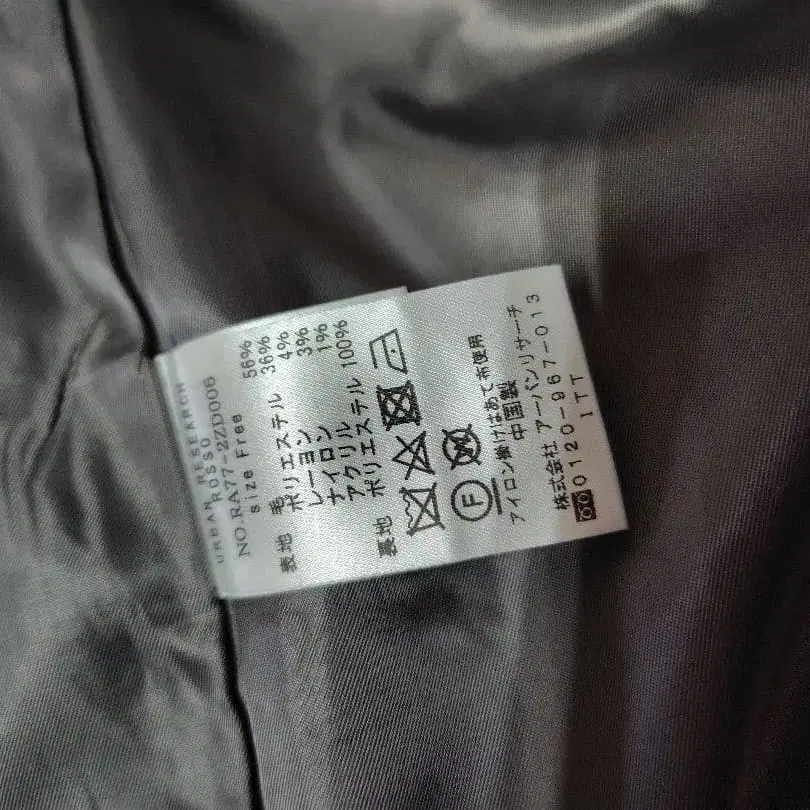 URBAN RESEARCH
ROSSO
NO.RA77-2ZD006
size Free
表地 毛 56%
ポリエステル 36%
レーヨン 4%
ナイロン 3%
アクリル 1%
裏地 ポリエステル 100%
F
アイロン掛けはあて布使用
中国製
株式会社 アーバンリサーチ
0120-967-013
ITT